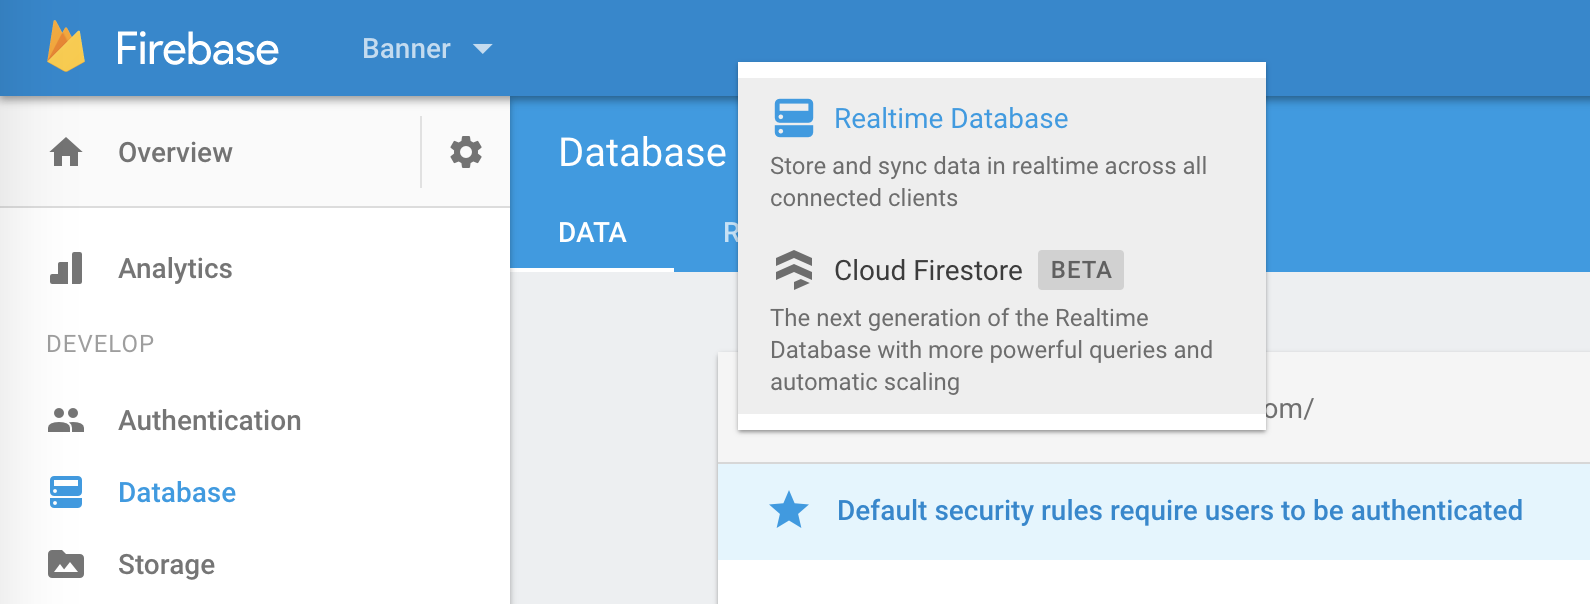 Firebase
Banner
Overview
Analytics
DEVELOP
Authentication
Database
Storage
Database
DATA
R
Realtime Database
Store and sync data in realtime across all
connected clients
Cloud Firestore BETA
The next generation of the Realtime
Database with more powerful queries and
automatic scaling
om/
Default security rules require users to be authenticated